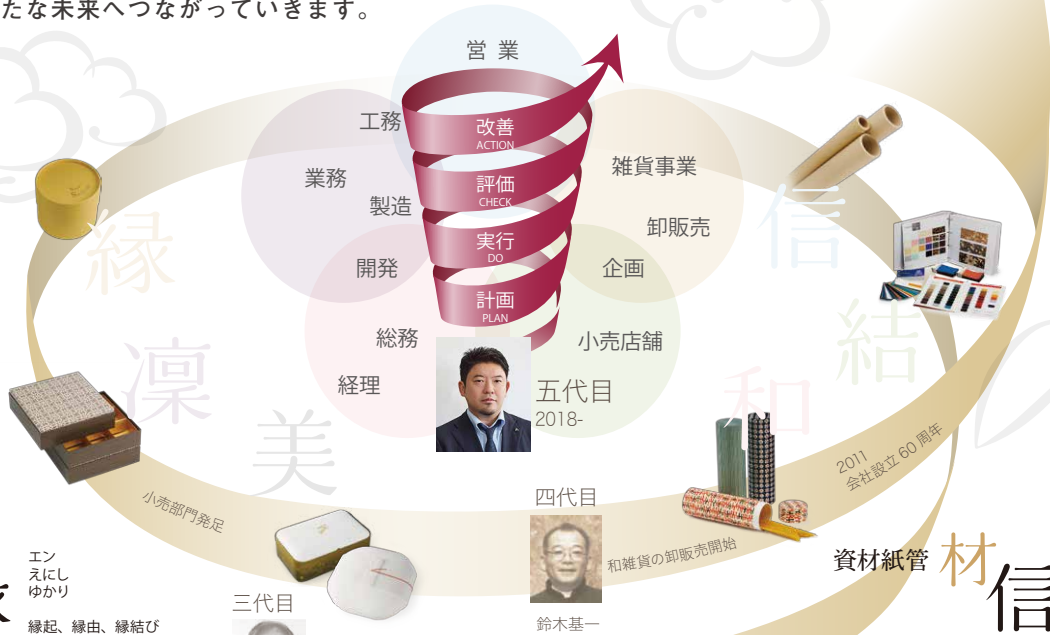 たな未来へつながっていきます。
営業
工務
業務
製造
開発
総務
経理
改善
ACTION
評価
CHECK
実行
DO
計画
PLAN
雑貨事業
卸販売
企画
小売店舗
五代目
2018-
縁
凜
美
信
結
和
2011
会社設立60周年
小売部門発足
四代目
和雑貨の卸販売開始
鈴木基一
三代目
資材紙管
材
信
エン
えにし
ゆかり
縁起、縁由、縁結び